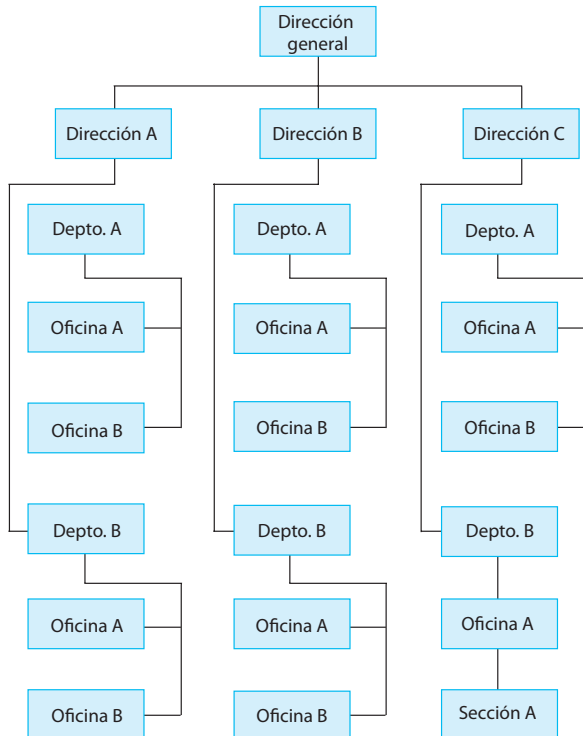 Dirección
general
Dirección A
Dirección B
Dirección C
Depto. A
Depto. A
Depto. A
Oficina A
Oficina A
Oficina A
Oficina B
Oficina B
Oficina B
Depto. B
Depto. B
Depto. B
Oficina A
Oficina A
Oficina A
Oficina B
Oficina B
Sección A